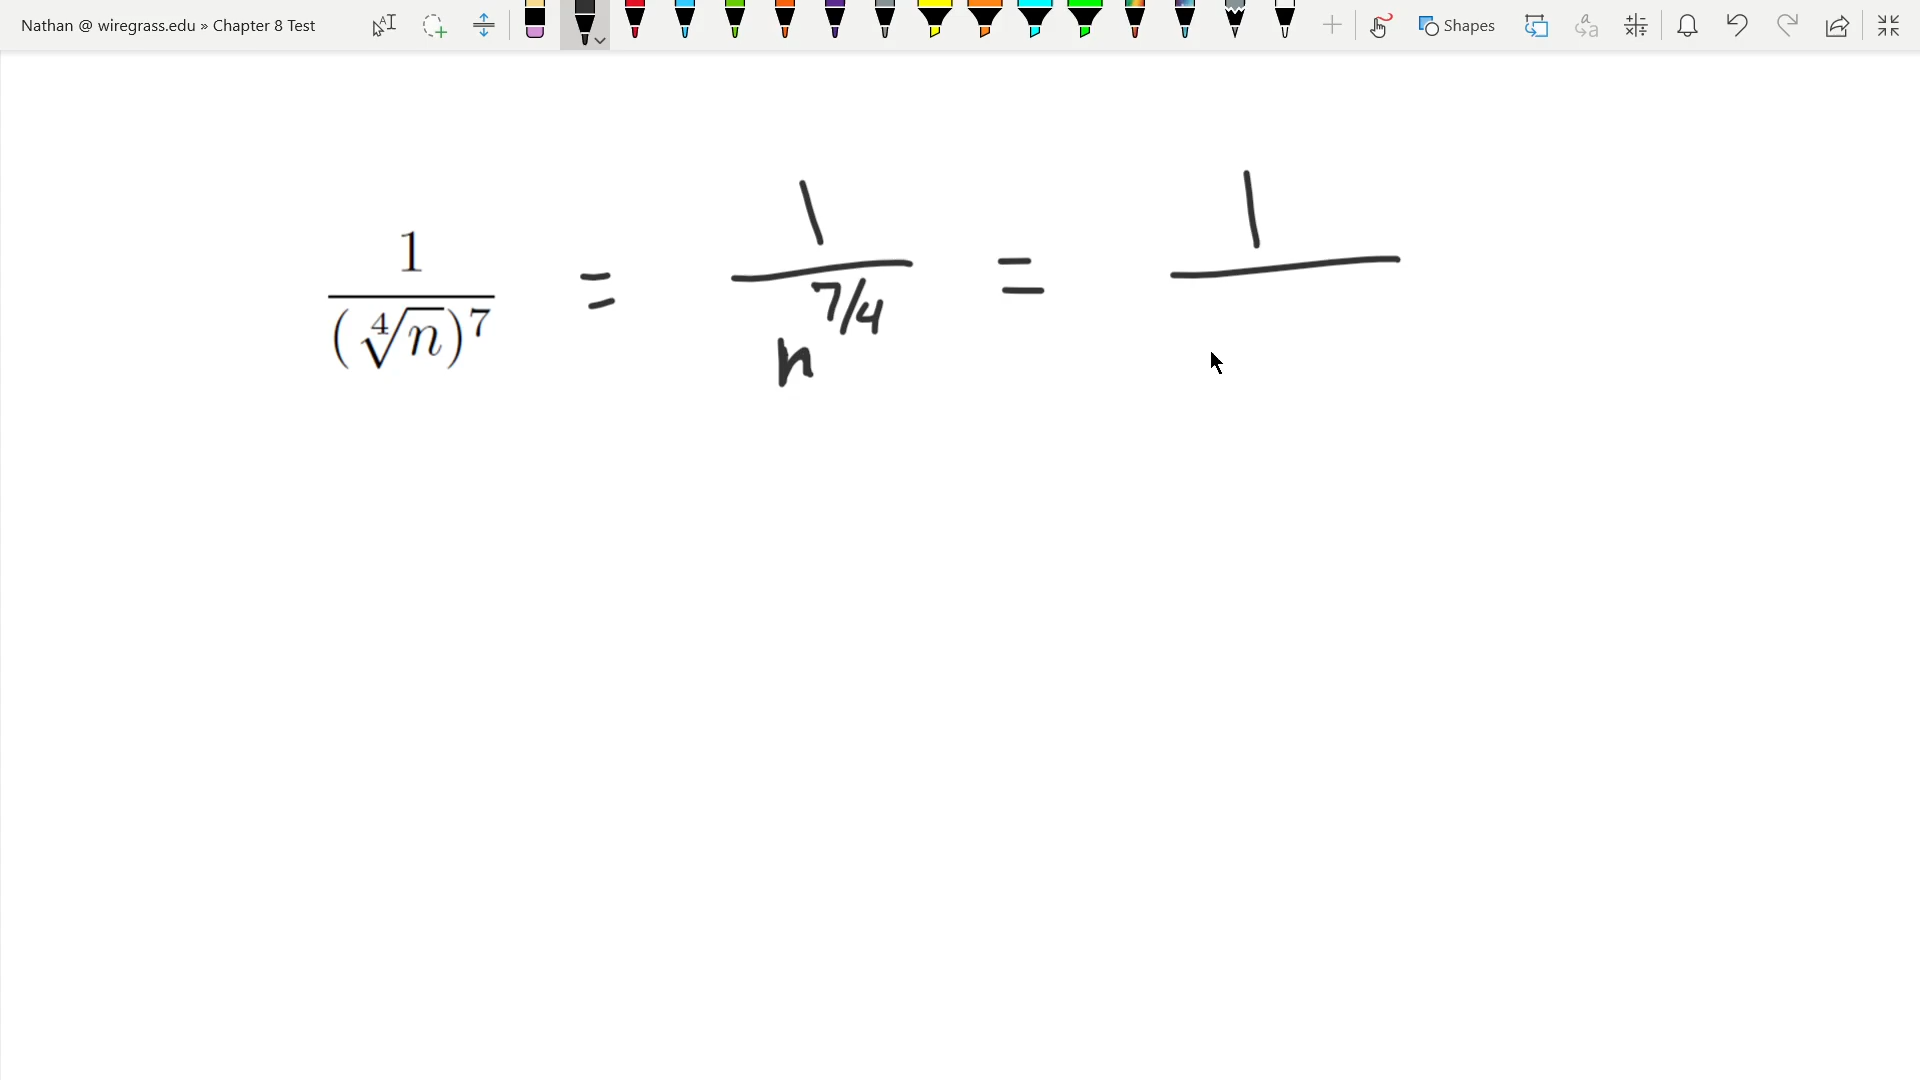 Nathan @ wiregrass.edu » Chapter 8 Test
Shapes
1/(∜n)^7 = 1/n^(7/4) = 1/